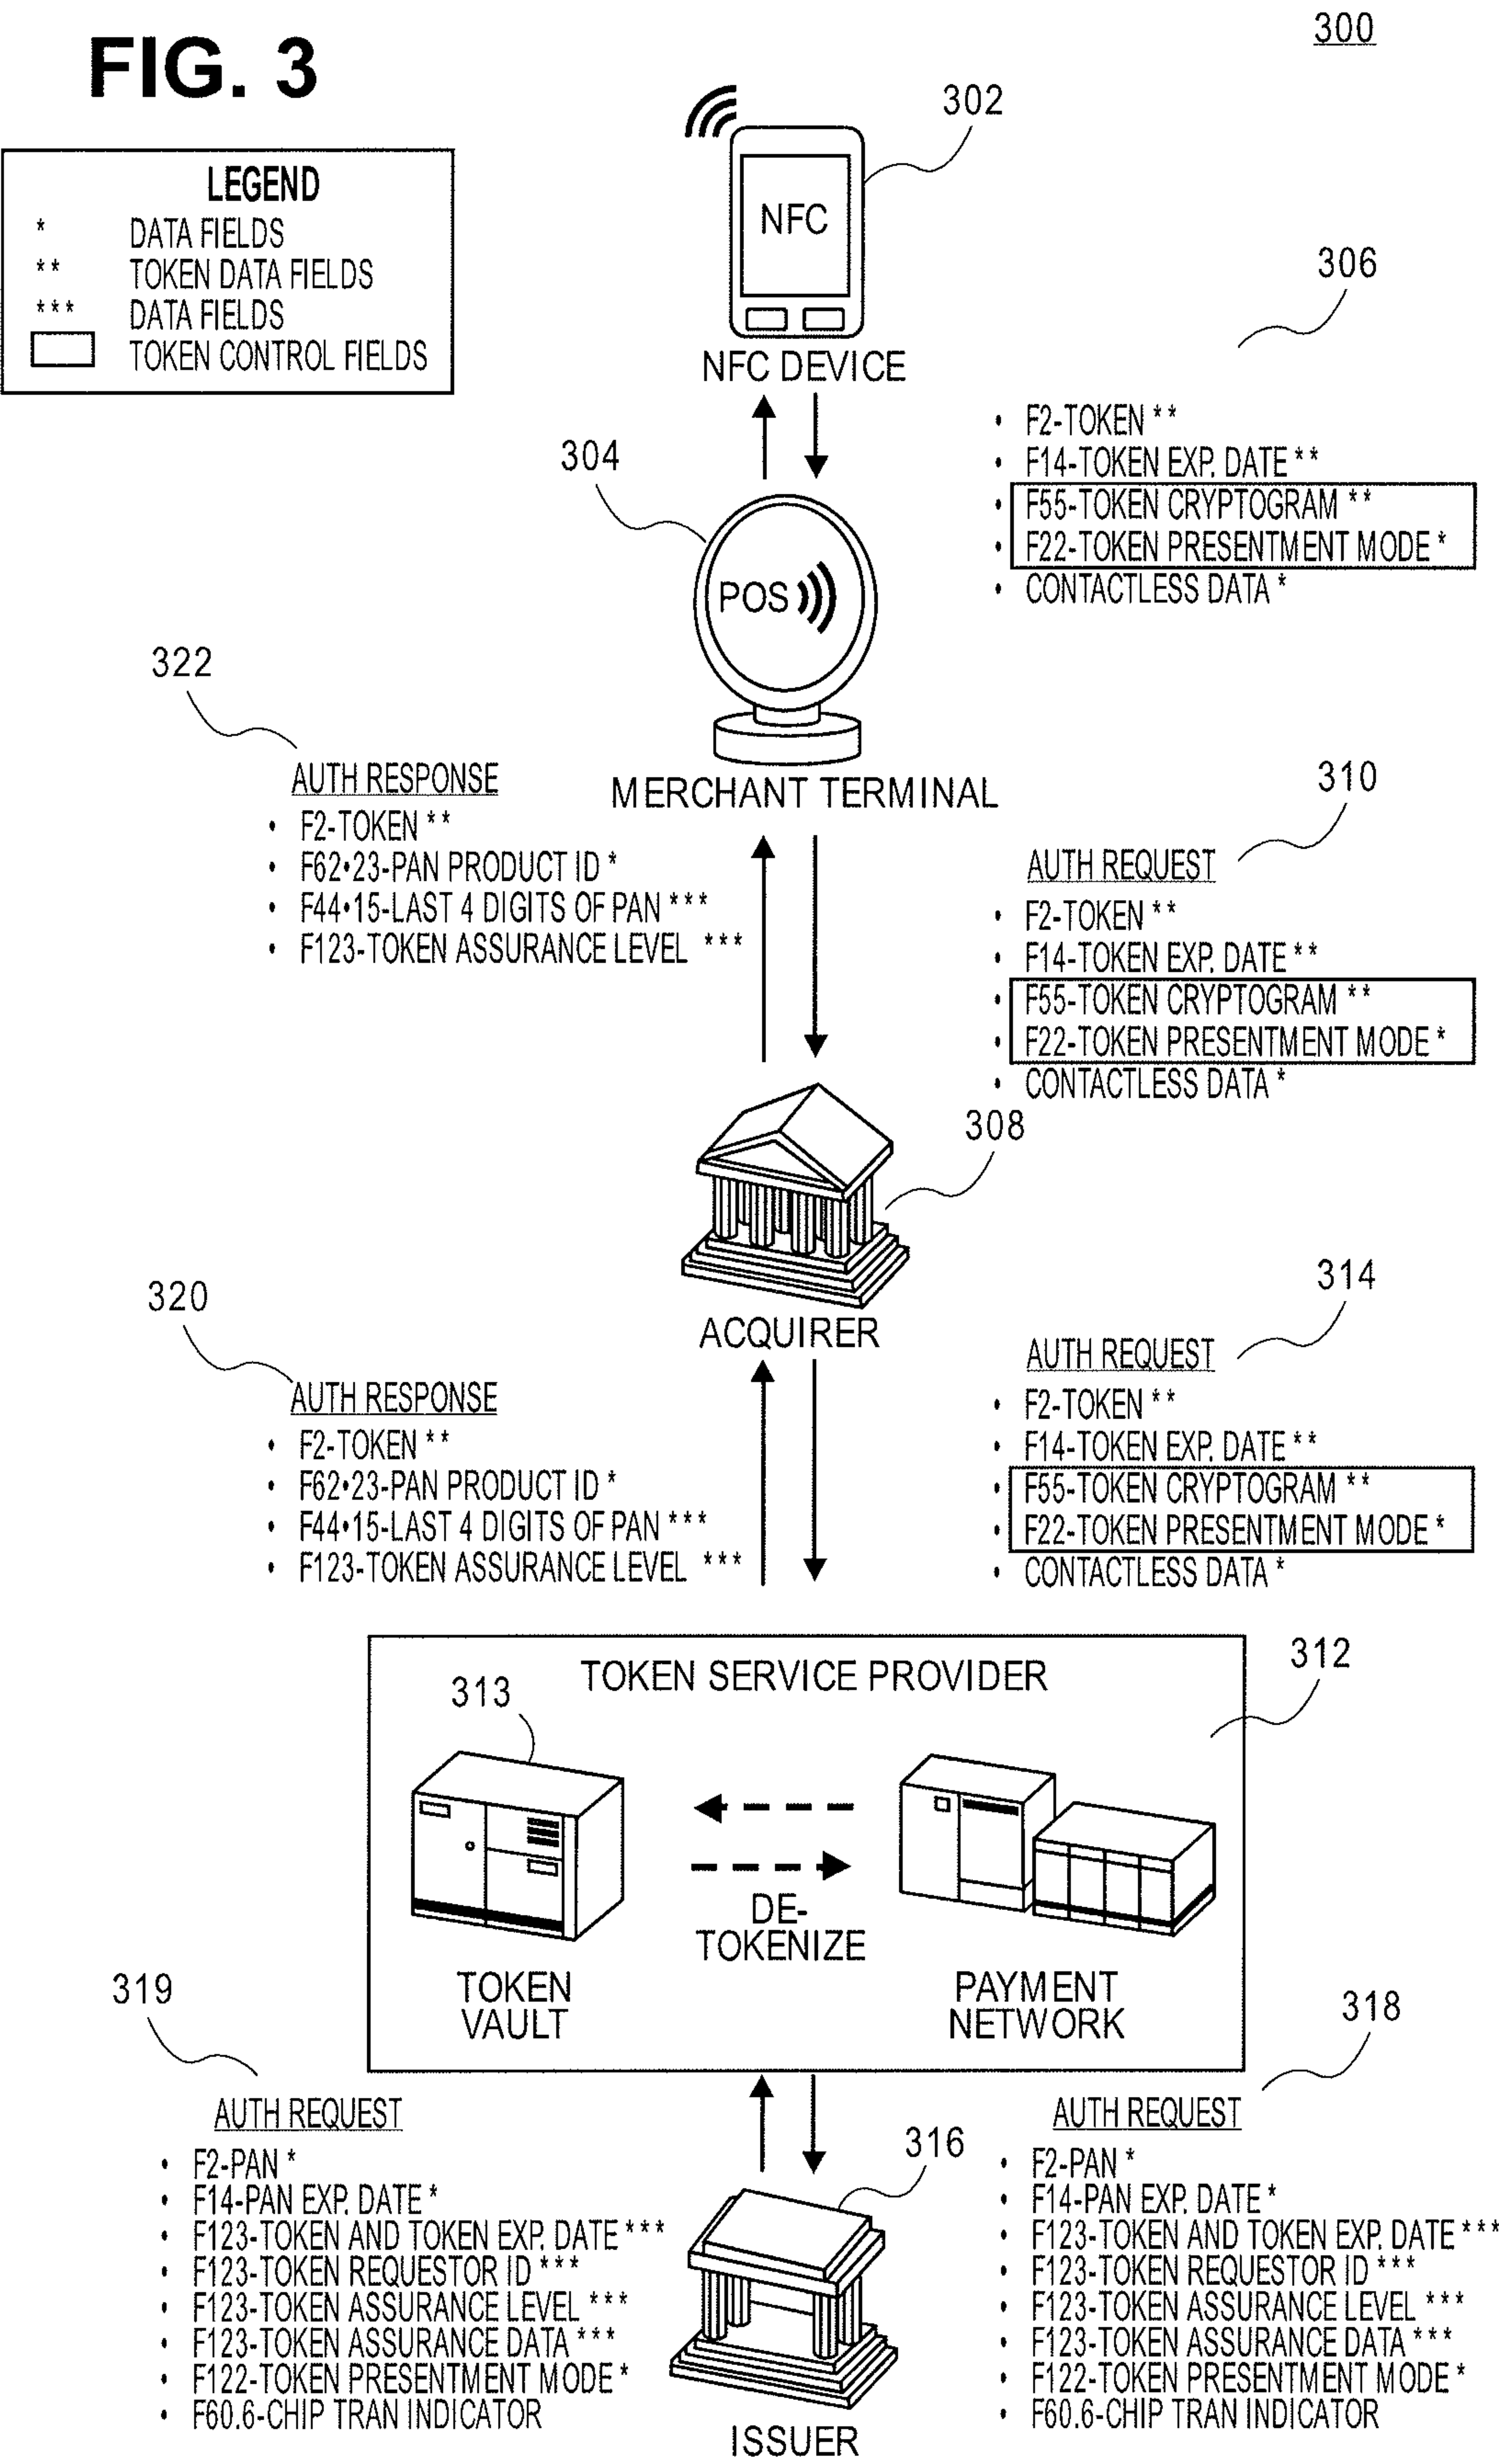 300
FIG. 3
302
LEGEND
* DATA FIELDS
** TOKEN DATA FIELDS
*** DATA FIELDS
TOKEN CONTROL FIELDS
NFC
NFC DEVICE
306
• F2-TOKEN **
• F14-TOKEN EXP. DATE **
• F55-TOKEN CRYPTOGRAM **
• F22-TOKEN PRESENTMENT MODE *
• CONTACTLESS DATA *
304
POS
MERCHANT TERMINAL
322
AUTH RESPONSE
• F2-TOKEN **
• F62•23-PAN PRODUCT ID *
• F44•15-LAST 4 DIGITS OF PAN ***
• F123-TOKEN ASSURANCE LEVEL ***
310
AUTH REQUEST
• F2-TOKEN **
• F14-TOKEN EXP. DATE **
• F55-TOKEN CRYPTOGRAM **
• F22-TOKEN PRESENTMENT MODE *
• CONTACTLESS DATA *
308
ACQUIRER
320
AUTH RESPONSE
• F2-TOKEN **
• F62•23-PAN PRODUCT ID *
• F44•15-LAST 4 DIGITS OF PAN ***
• F123-TOKEN ASSURANCE LEVEL ***
314
AUTH REQUEST
• F2-TOKEN **
• F14-TOKEN EXP. DATE **
• F55-TOKEN CRYPTOGRAM **
• F22-TOKEN PRESENTMENT MODE *
• CONTACTLESS DATA *
312
TOKEN SERVICE PROVIDER
313
DE-
TOKENIZE
TOKEN
VAULT
PAYMENT
NETWORK
319
AUTH REQUEST
• F2-PAN *
• F14-PAN EXP. DATE *
• F123-TOKEN AND TOKEN EXP. DATE ***
• F123-TOKEN REQUESTOR ID ***
• F123-TOKEN ASSURANCE LEVEL ***
• F123-TOKEN ASSURANCE DATA ***
• F122-TOKEN PRESENTMENT MODE *
• F60.6-CHIP TRAN INDICATOR
316
ISSUER
318
AUTH REQUEST
• F2-PAN *
• F14-PAN EXP. DATE *
• F123-TOKEN AND TOKEN EXP. DATE ***
• F123-TOKEN REQUESTOR ID ***
• F123-TOKEN ASSURANCE LEVEL ***
• F123-TOKEN ASSURANCE DATA ***
• F122-TOKEN PRESENTMENT MODE *
• F60.6-CHIP TRAN INDICATOR